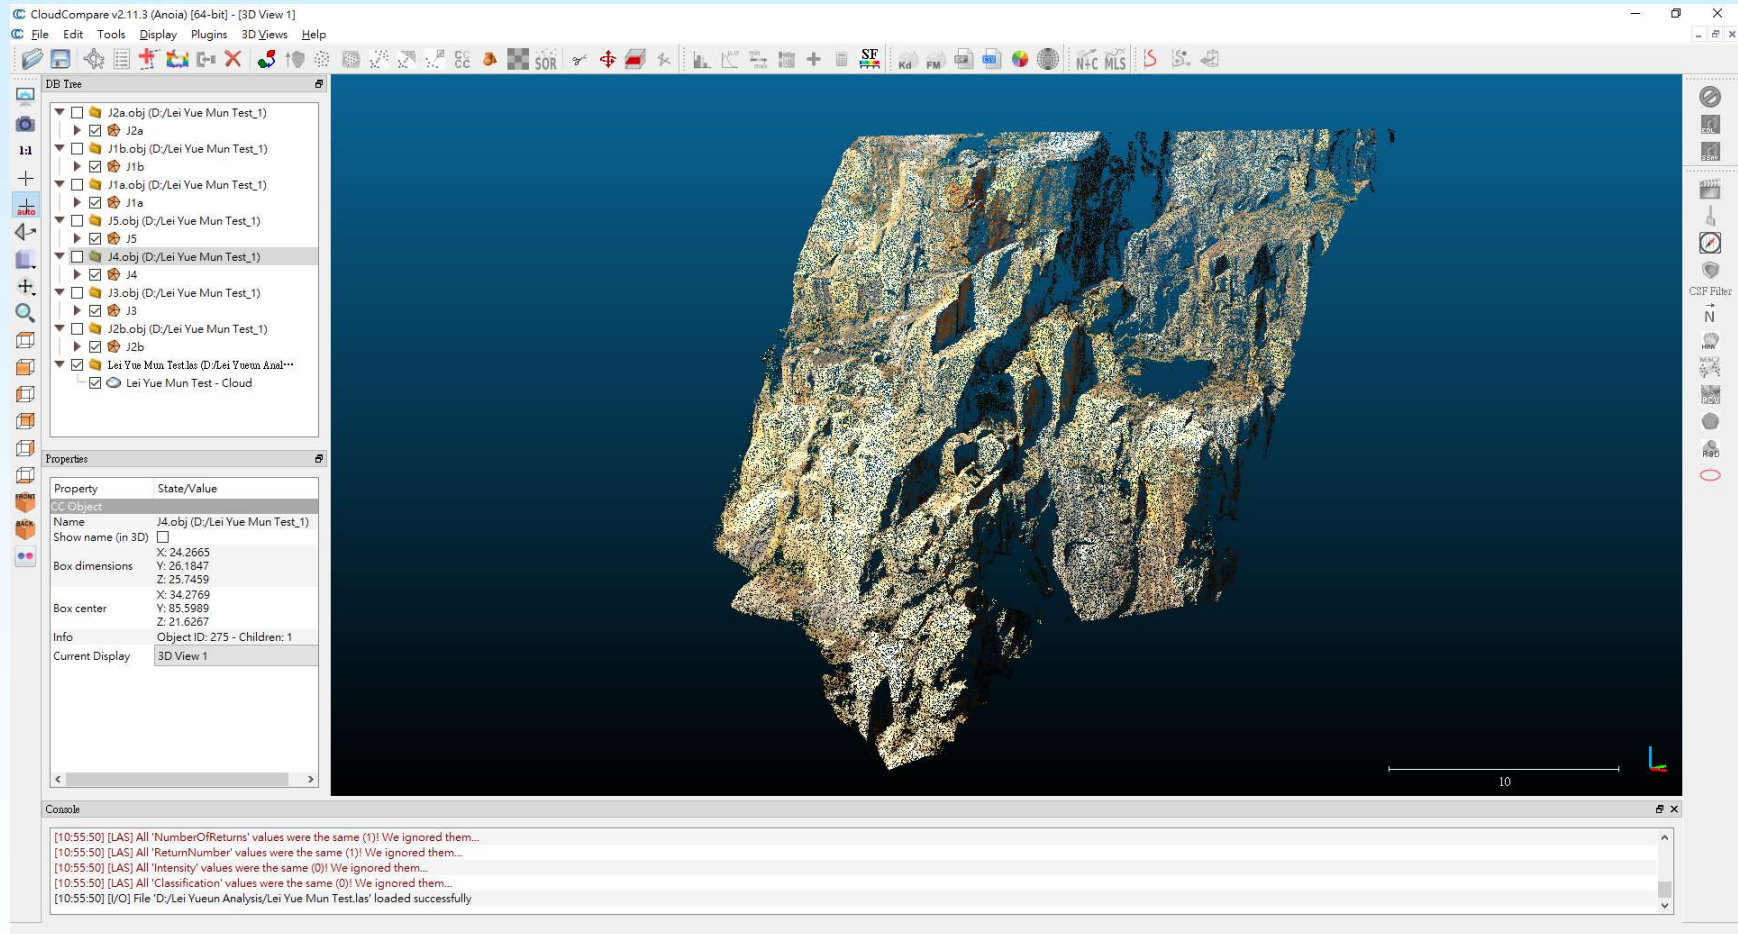 CloudCompare v2.11.3 (Anoia) [64-bit] - [3D View 1]
File Edit Tools Display Plugins 3D Views Help
SOR
SF
Kd FM
N+C MLS
DB Tree
J2a.obj (D:/Lei Yue Mun Test_1)
J2a
J1b.obj (D:/Lei Yue Mun Test_1)
J1b
J1a.obj (D:/Lei Yue Mun Test_1)
J1a
J5.obj (D:/Lei Yue Mun Test_1)
J5
J4.obj (D:/Lei Yue Mun Test_1)
J4
J3.obj (D:/Lei Yue Mun Test_1)
J3
J2b.obj (D:/Lei Yue Mun Test_1)
J2b
Lei Yue Mun Test.las (D:/Lei Yueun Anal···
Lei Yue Mun Test - Cloud
1:1
auto
FRONT
BACK
Properties
Property State/Value
CC Object
Name J4.obj (D:/Lei Yue Mun Test_1)
Show name (in 3D)
X: 24.2665
Box dimensions Y: 26.1847
Z: 25.7459
X: 34.2769
Box center Y: 85.5989
Z: 21.6267
Info Object ID: 275 - Children: 1
Current Display 3D View 1
10
CSF Filter
N
Console
[10:55:50] [LAS] All 'NumberOfReturns' values were the same (1)! We ignored them...
[10:55:50] [LAS] All 'ReturnNumber' values were the same (1)! We ignored them...
[10:55:50] [LAS] All 'Intensity' values were the same (0)! We ignored them...
[10:55:50] [LAS] All 'Classification' values were the same (0)! We ignored them...
[10:55:50] [I/O] File 'D:/Lei Yueun Analysis/Lei Yue Mun Test.las' loaded successfully